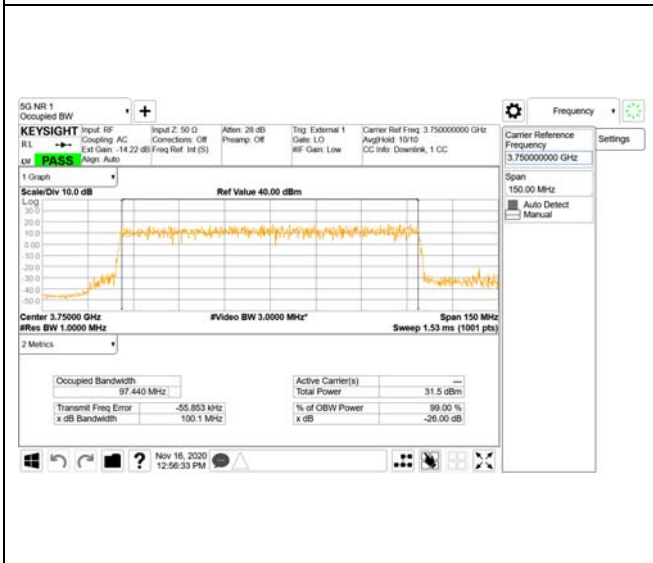 5G NR 1
Occupied BW
Frequency
KEYSIGHT
Input: RF
Coupling: AC
Ext Gain: -14.22 dB
Align: Auto
Input Z: 50 Ω
Corrections: Off
Freq Ref: Int (S)
Atten: 28 dB
Preamp: Off
Trig: External 1
Gate: LO
#IF Gain: Low
Carrier Ref Freq: 3.750000000 GHz
Avg|Hold: 10/10
CC Info: Downlink, 1 CC
R L
PASS
Carrier Reference
Frequency
3.750000000 GHz
Settings
Span
150.00 MHz
Auto Detect
Manual
1 Graph
Scale/Div 10.0 dB
Ref Value 40.00 dBm
Log
30.0
20.0
10.0
0.00
-10.0
-20.0
-30.0
-40.0
-50.0
Center 3.75000 GHz
#Video BW 3.0000 MHz*
Span 150 MHz
#Res BW 1.0000 MHz
Sweep 1.53 ms (1001 pts)
2 Metrics
Occupied Bandwidth
97.440 MHz
Transmit Freq Error -55.853 kHz
x dB Bandwidth 100.1 MHz
Active Carrier(s) ---
Total Power 31.5 dBm
% of OBW Power 99.00 %
x dB -26.00 dB
?
Nov 16, 2020
12:56:33 PM